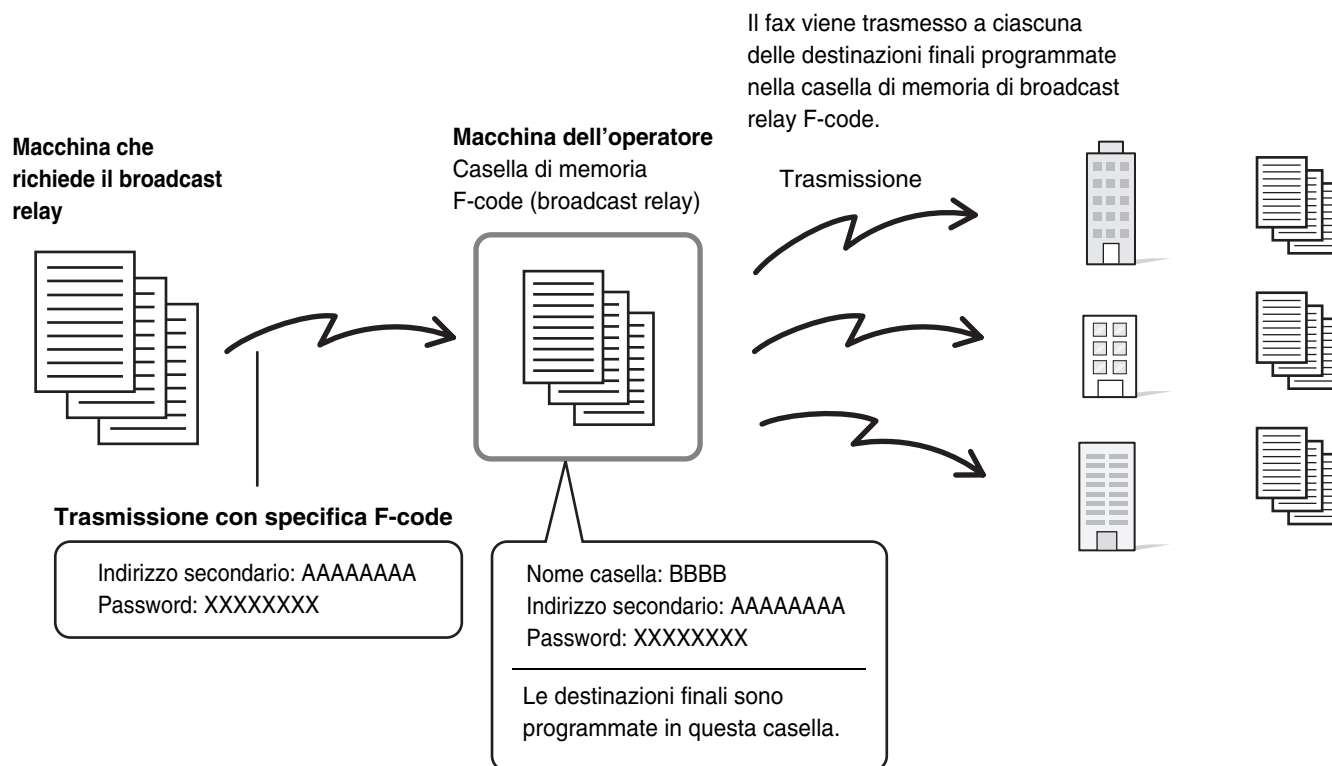 Il fax viene trasmesso a ciascuna
delle destinazioni finali programmate
nella casella di memoria di broadcast
relay F-code.
Macchina che
richiede il broadcast
relay
Macchina dell’operatore
Casella di memoria
F-code (broadcast relay)
Trasmissione
Trasmissione con specifica F-code
Indirizzo secondario: AAAAAAAA
Password: XXXXXXXX
Nome casella: BBBB
Indirizzo secondario: AAAAAAAA
Password: XXXXXXXX
Le destinazioni finali sono
programmate in questa casella.